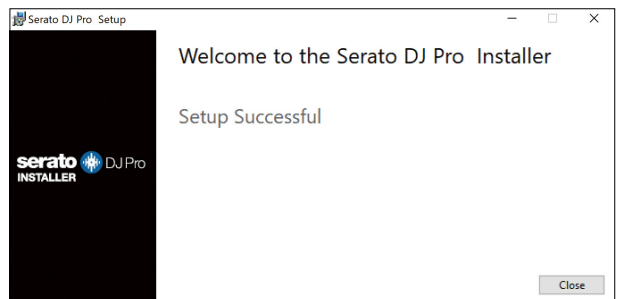 Serato DJ Pro Setup
Welcome to the Serato DJ Pro Installer
Setup Successful
serato DJ Pro
INSTALLER
Close